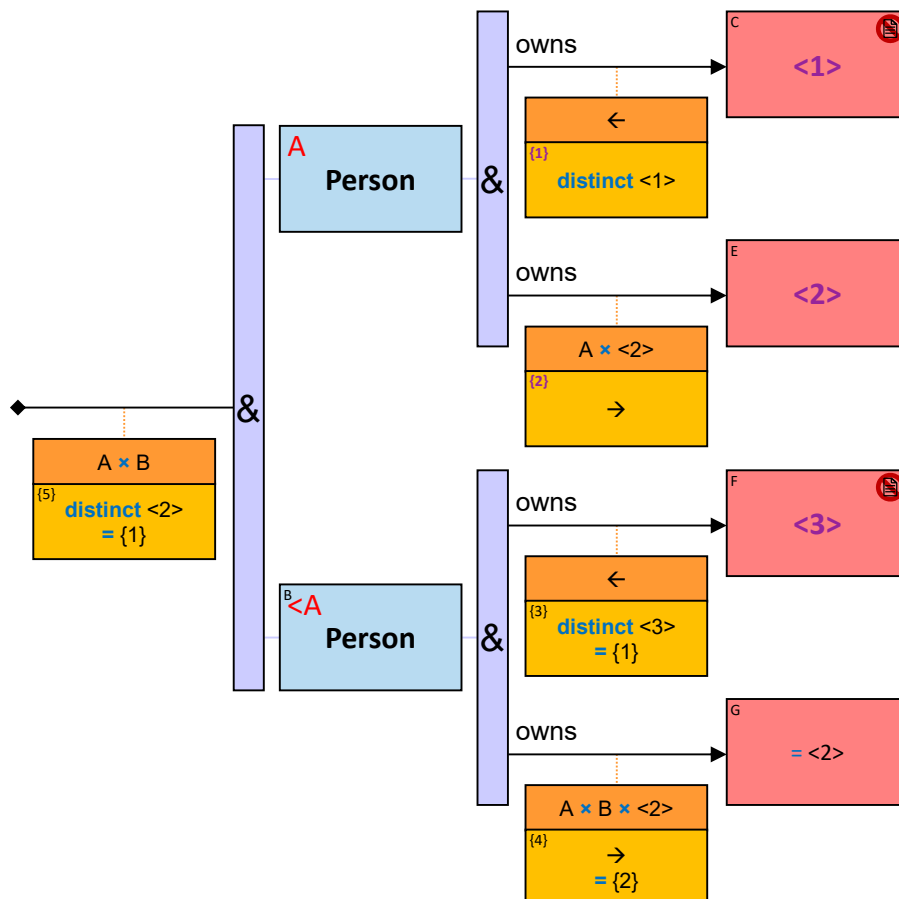 owns
C
<1>
←
{1}
distinct <1>
A
Person
&
owns
E
<2>
A × <2>
{2}
→
&
A × B
{5}
distinct <2>
= {1}
owns
F
<3>
←
{3}
distinct <3>
= {1}
B
<A
Person
&
owns
G
= <2>
A × B × <2>
{4}
→
= {2}